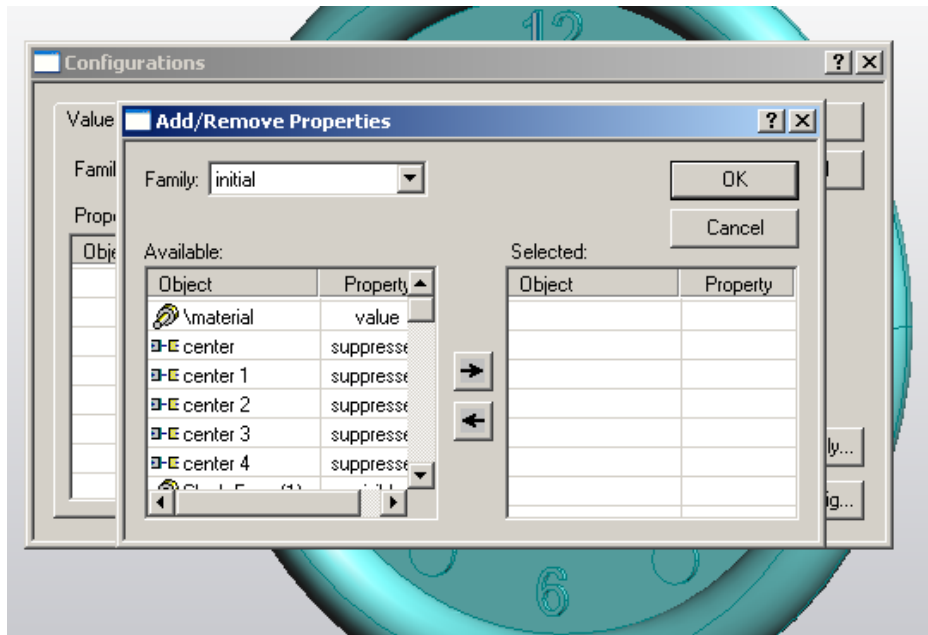 12
Configurations
Value
Add/Remove Properties
Famil
Family: initial
OK
Prope
Cancel
Obje
Available:
Selected:
Object Property
Object Property
\material value
center suppresse
center 1 suppresse
center 2 suppresse
center 3 suppresse
center 4 suppresse
ly...
ig...
6